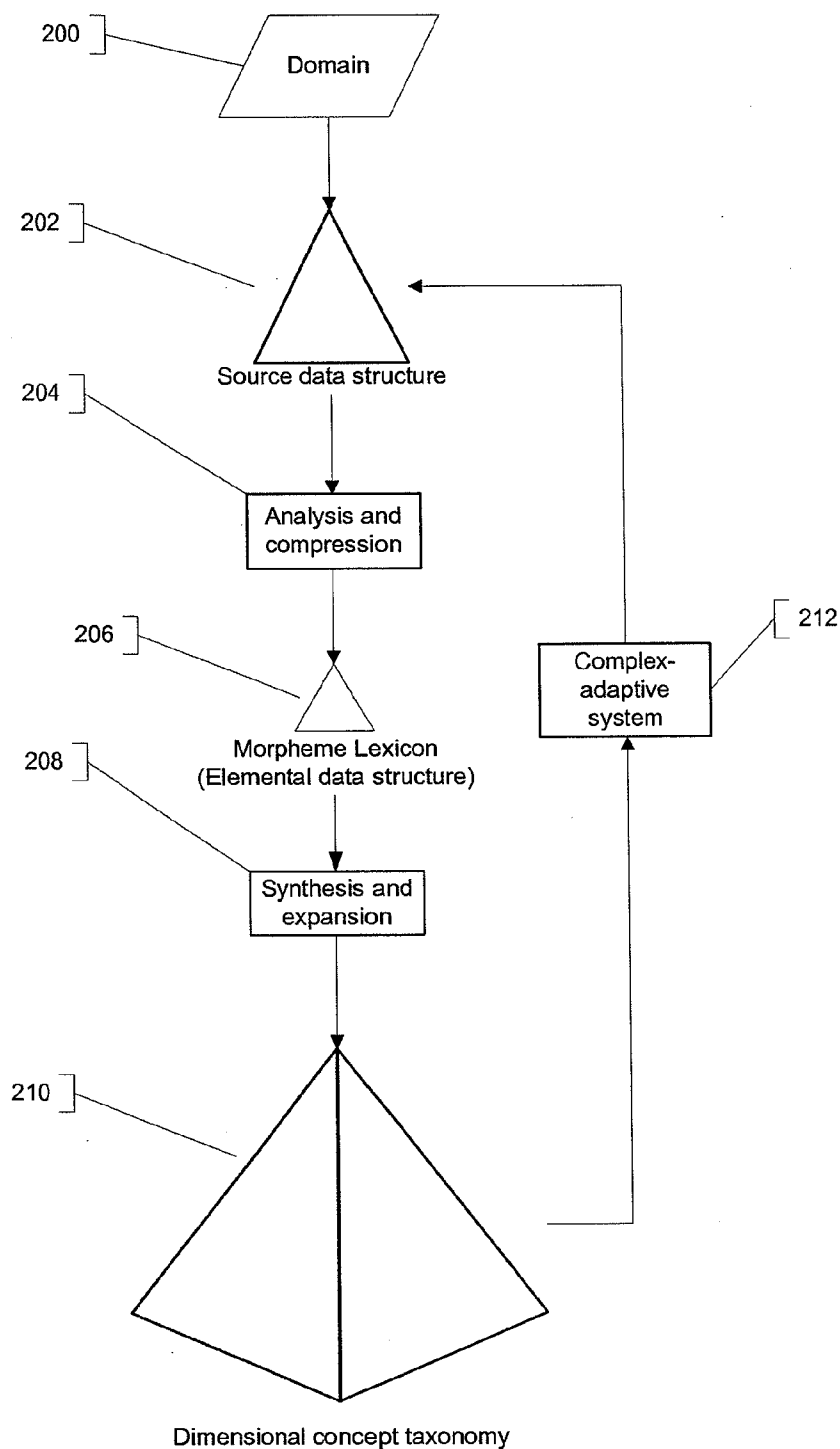 200
Domain
202
Source data structure
204
Analysis and
compression
206
212
Complex-
adaptive
system
Morpheme Lexicon
(Elemental data structure)
208
Synthesis and
expansion
210
Dimensional concept taxonomy